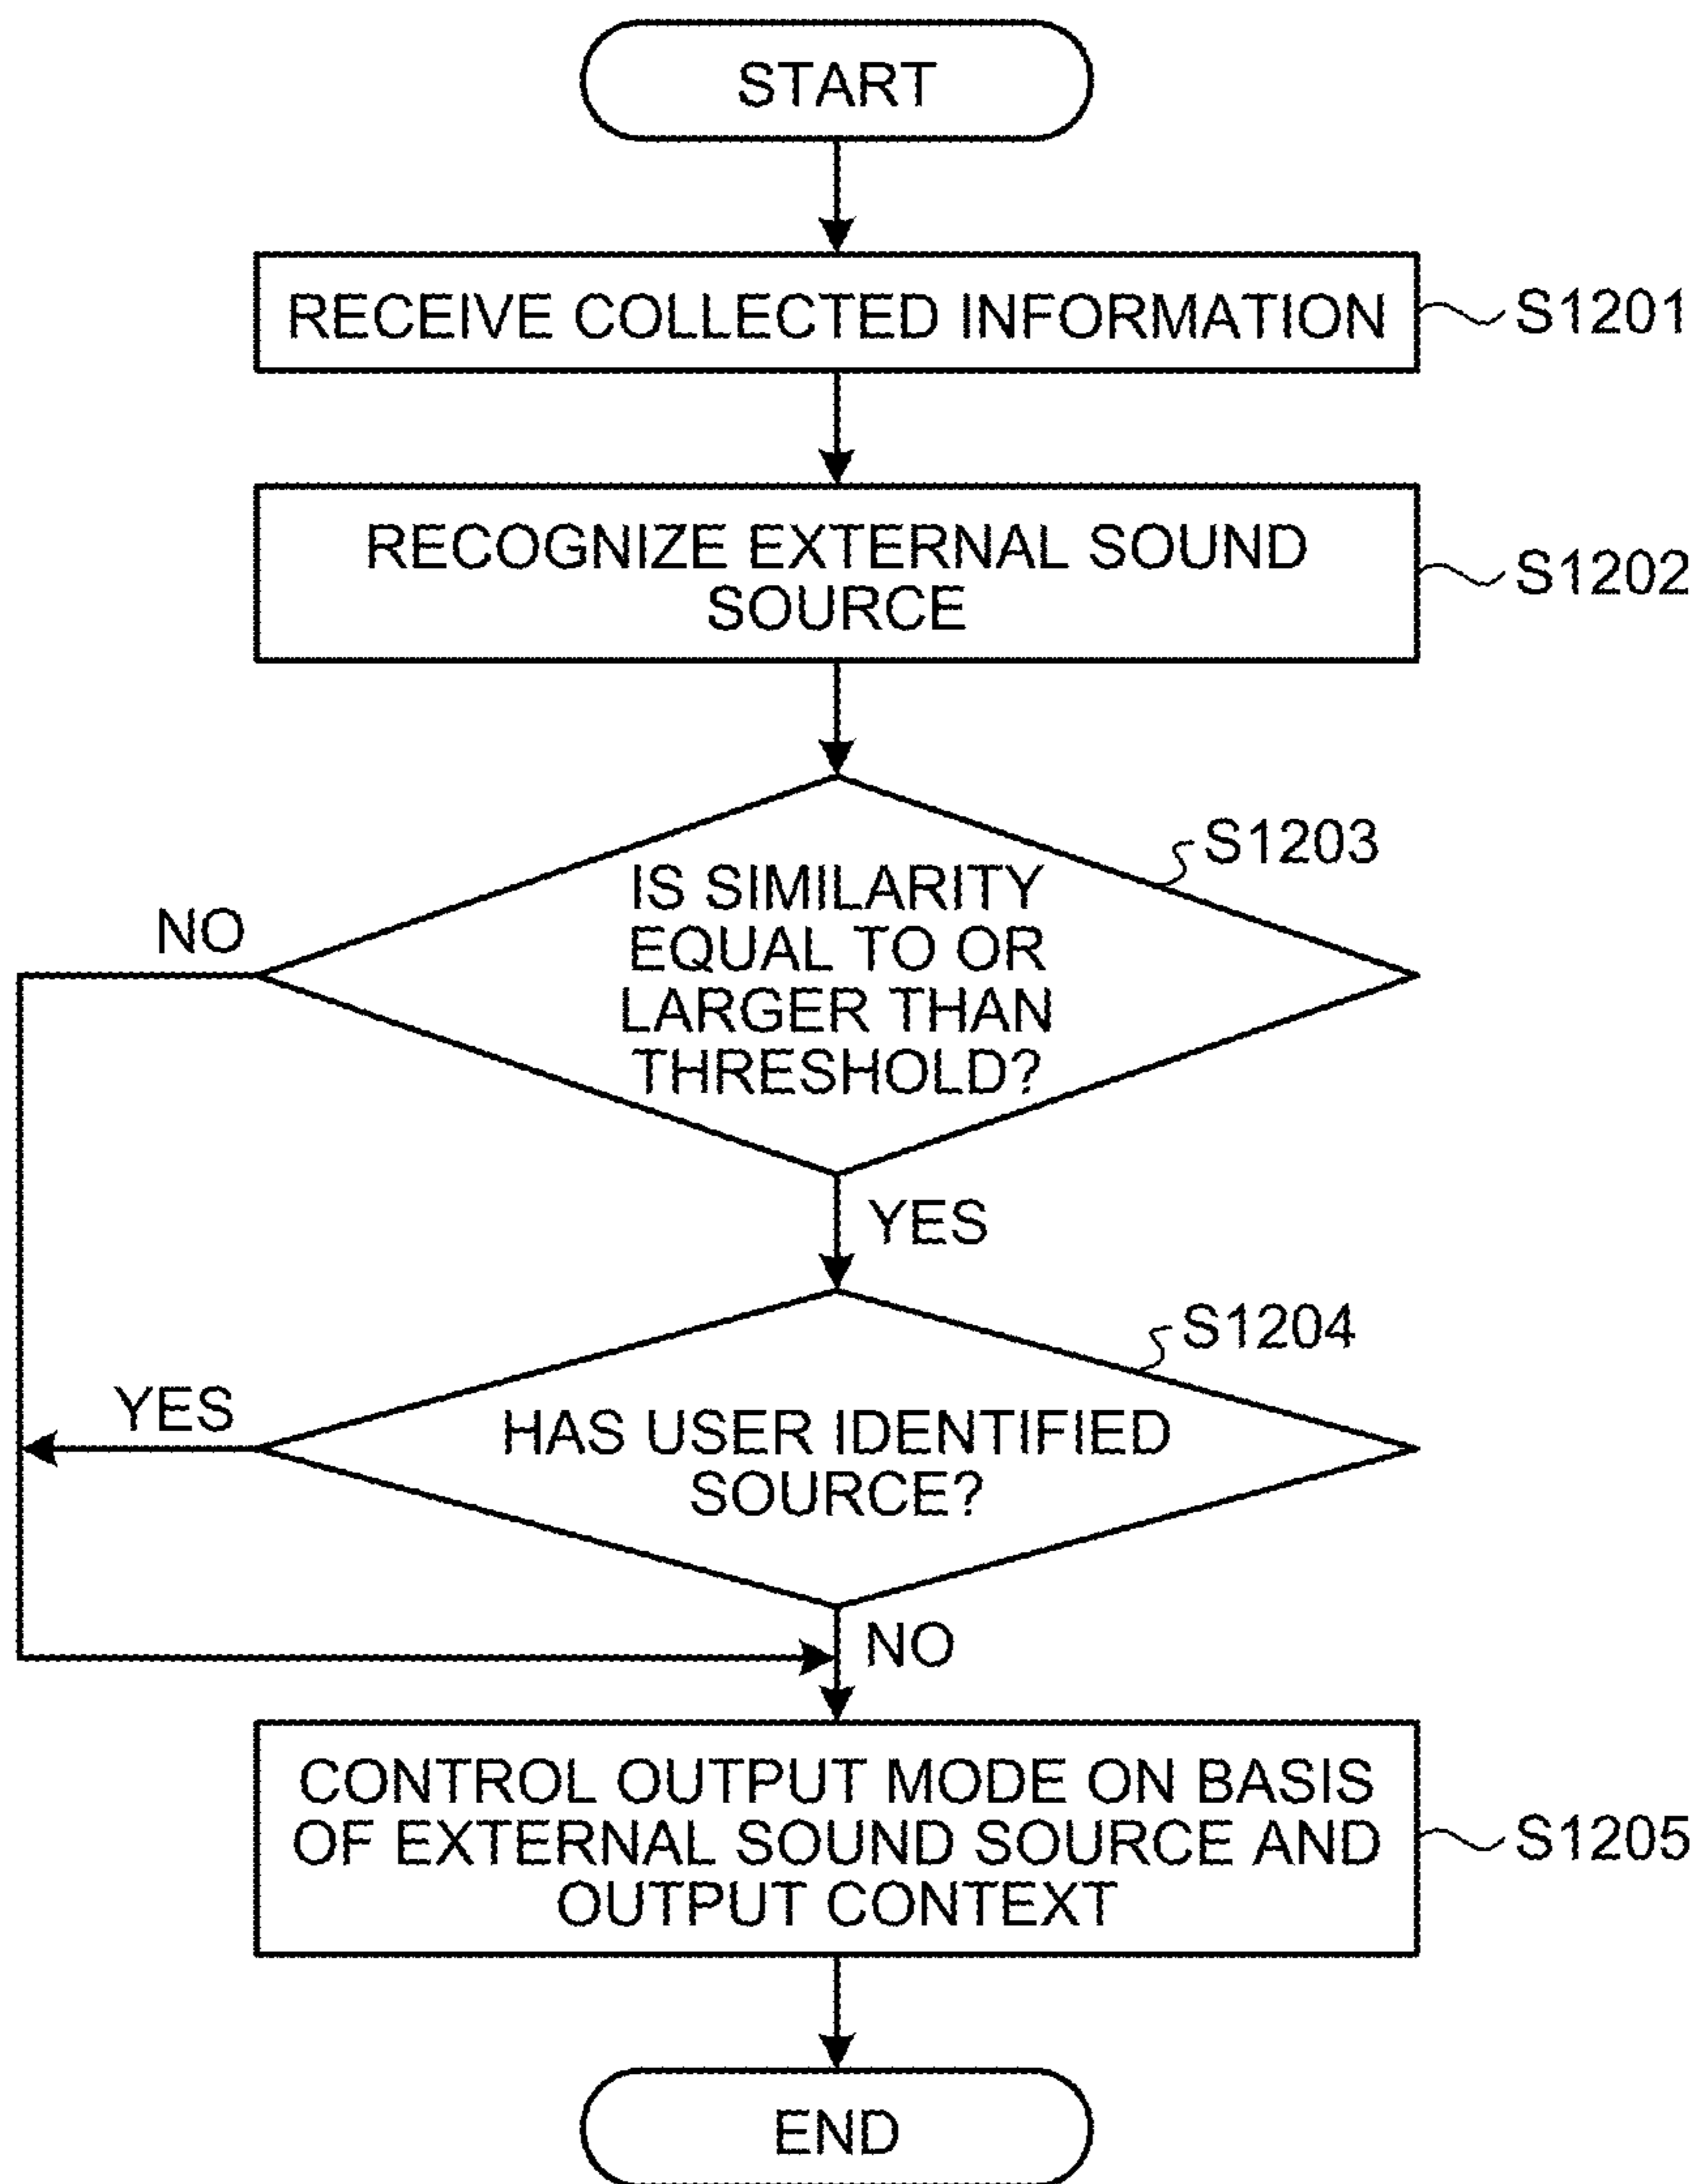 START
RECEIVE COLLECTED INFORMATION
S1201
RECOGNIZE EXTERNAL SOUND
SOURCE
S1202
S1203
IS SIMILARITY
EQUAL TO OR
LARGER THAN
THRESHOLD?
NO
YES
S1204
HAS USER IDENTIFIED
SOURCE?
YES
NO
CONTROL OUTPUT MODE ON BASIS
OF EXTERNAL SOUND SOURCE AND
OUTPUT CONTEXT
S1205
END